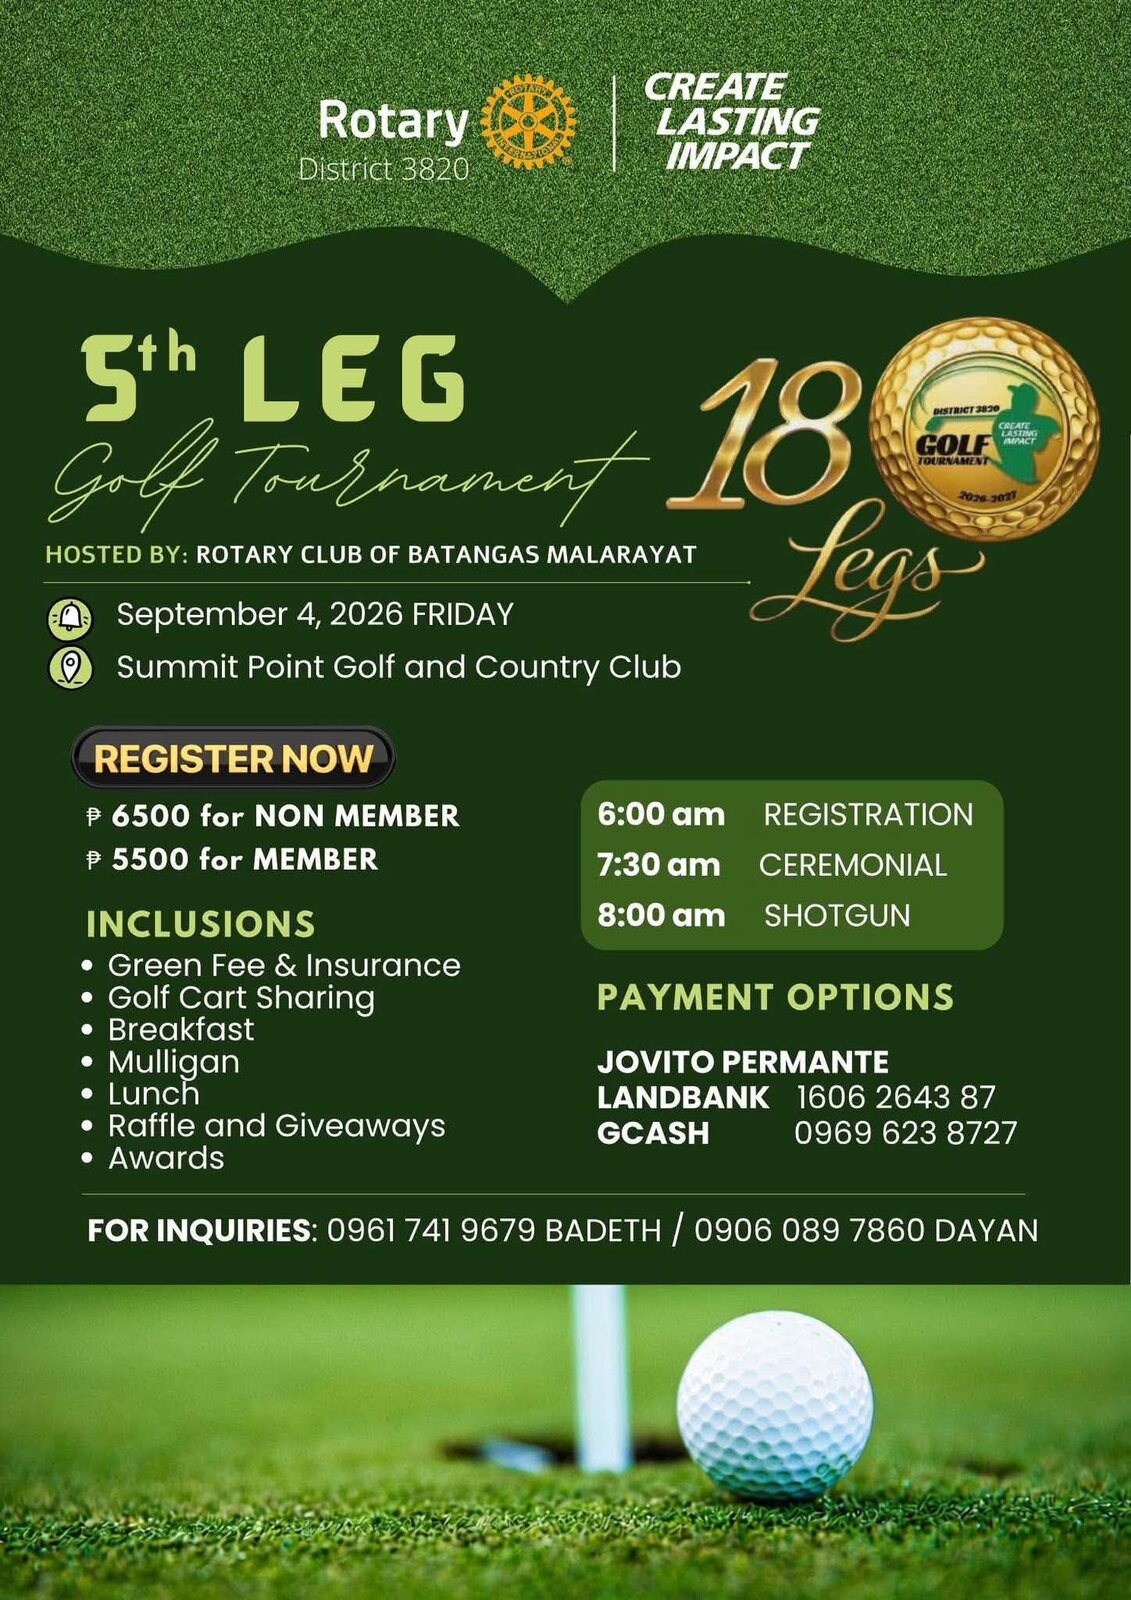 Rotary
District 3820
ROTARY
INTERNATIONAL
CREATE
LASTING
IMPACT
5th LEG
Golf Tournament
HOSTED BY: ROTARY CLUB OF BATANGAS MALARAYAT
18
Legs
DISTRICT 3820
GOLF
TOURNAMENT
CREATE
LASTING
IMPACT
2026-2027
September 4, 2026 FRIDAY
Summit Point Golf and Country Club
REGISTER NOW
₱ 6500 for NON MEMBER
₱ 5500 for MEMBER
INCLUSIONS
• Green Fee & Insurance
• Golf Cart Sharing
• Breakfast
• Mulligan
• Lunch
• Raffle and Giveaways
• Awards
6:00 am REGISTRATION
7:30 am CEREMONIAL
8:00 am SHOTGUN
PAYMENT OPTIONS
JOVITO PERMANTE
LANDBANK 1606 2643 87
GCASH 0969 623 8727
FOR INQUIRIES: 0961 741 9679 BADETH / 0906 089 7860 DAYAN